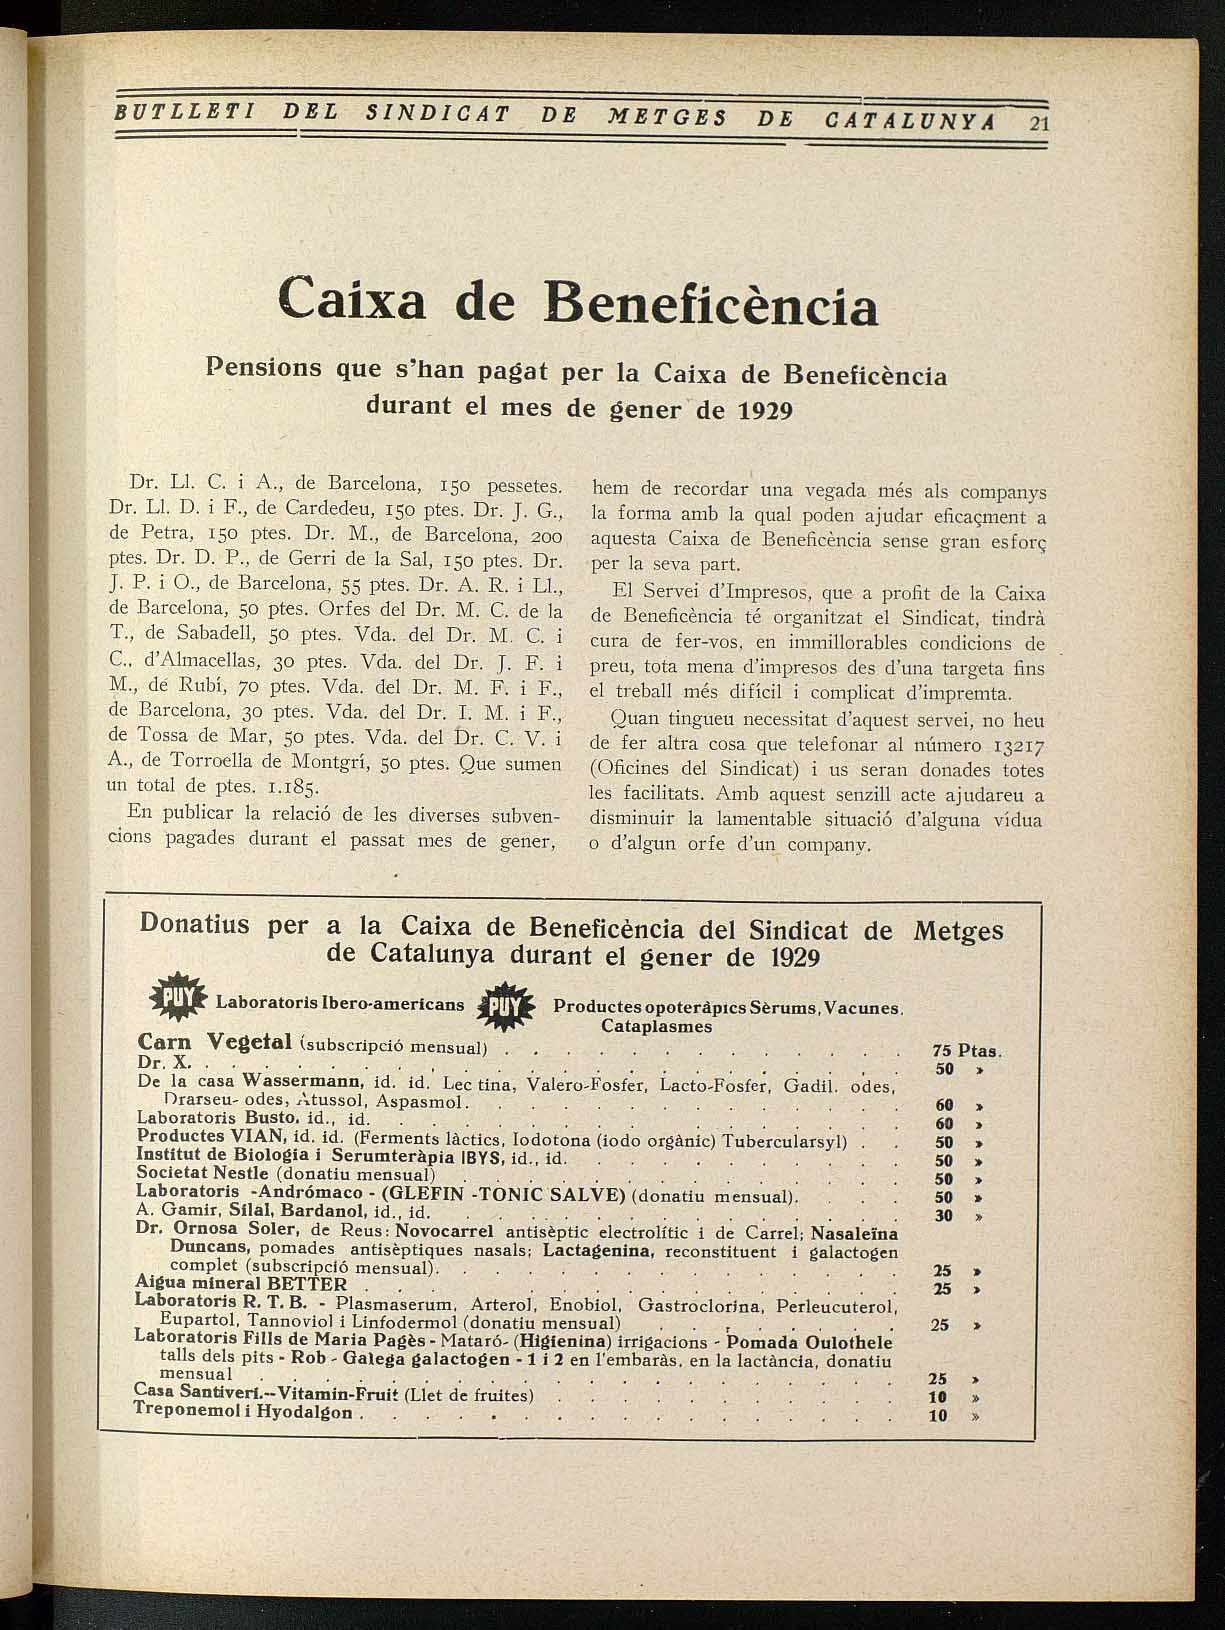 BUTLLETI DEL SINDICAT DE METGES DE CATALUNYA 21
Caixa de Beneficència
Pensions que s'han pagat per la Caixa de Beneficència
durant el mes de gener de 1929
Dr. Ll. C. i A., de Barcelona, 150 pessetes.
Dr. Ll. D. i F., de Cardedeu, 150 ptes. Dr. J. G.,
de Petra, 150 ptes. Dr. M., de Barcelona, 200
ptes. Dr. D. P., de Gerri de la Sal, 150 ptes. Dr.
J. P. i O., de Barcelona, 55 ptes. Dr. A. R. i Ll.,
de Barcelona, 50 ptes. Orfes del Dr. M. C. de la
T., de Sabadell, 50 ptes. Vda. del Dr. M. C. i
C., d'Almacellas, 30 ptes. Vda. del Dr. J. F. i
M., de Rubí, 70 ptes. Vda. del Dr. M. F. i F.,
de Barcelona, 30 ptes. Vda. del Dr. I. M. i F.,
de Tossa de Mar, 50 ptes. Vda. del Dr. C. V. i
A., de Torroella de Montgrí, 50 ptes. Que sumen
un total de ptes. 1.185.
En publicar la relació de les diverses subven-
cions pagades durant el passat mes de gener,
hem de recordar una vegada més als companys
la forma amb la qual poden ajudar eficaçment a
aquesta Caixa de Beneficència sense gran esforç
per la seva part.
El Servei d'Impresos, que a profit de la Caixa
de Beneficència té organitzat el Sindicat, tindrà
cura de fer-vos, en immillorables condicions de
preu, tota mena d'impresos des d'una targeta fins
el treball més difícil i complicat d'impremta.
Quan tingueu necessitat d'aquest servei, no heu
de fer altra cosa que telefonar al número 13217
(Oficines del Sindicat) i us seran donades totes
les facilitats. Amb aquest senzill acte ajudareu a
disminuir la lamentable situació d'alguna vídua
o d'algun orfe d'un company.
Donatius per a la Caixa de Beneficència del Sindicat de Metges
de Catalunya durant el gener de 1929
PUY Laboratoris Ibero-americans PUY Productes opoteràpics Sèrums, Vacunes.
Cataplasmes
Carn Vegetal (subscripció mensual) . . . . . . . . . . . . . 75 Ptas.
Dr. X. . . . . . . . . . . . . . . . . . . . . . . 50 »
De la casa Wassermann, id. id. Lec tina, Valero-Fosfer, Lacto-Fosfer, Gadil. odes,
Drarseu- odes, Atussol, Aspasmol. . . . . . . . . . . . . . 60 »
Laboratoris Busto, id., id. . . . . . . . . . . . . . . . . 60 »
Productes VIAN, id. id. (Ferments làctics, Iodotona (iodo orgànic) Tubercularsyl) . . 50 »
Institut de Biologia i Serumteràpia IBYS, id., id. . . . . . . . . . . 50 »
Societat Nestle (donatiu mensual) . . . . . . . . . . . . . . 50 »
Laboratoris -Andrómaco - (GLEFIN -TONIC SALVE) (donatiu mensual). . . . 50 »
A. Gamir, Silal, Bardanol, id., id. . . . . . . . . . . . . . . 30 »
Dr. Ornosa Soler, de Reus: Novocarrel antisèptic electrolític i de Carrel; Nasaleïna
Duncans, pomades antisèptiques nasals; Lactagenina, reconstituent i galactogen
complet (subscripció mensual). . . . . . . . . . . . . . . 25 »
Aigua mineral BETTER . . . . . . . . . . . . . . . . . 25 »
Laboratoris R. T. B. - Plasmaserum, Arterol, Enobiol, Gastroclorina, Perleucuterol,
Eupartol, Tannoviol i Linfodermol (donatiu mensual) . . . . . . . . 25 »
Laboratoris Fills de Maria Pagès - Mataró- (Higienina) irrigacions - Pomada Oulothele
talls dels pits - Rob - Galega galactogen - 1 i 2 en l'embaràs, en la lactància, donatiu
mensual . . . . . . . . . . . . . . . . . . . . 25 »
Casa Santiveri.--Vitamin-Fruit (Llet de fruites) . . . . . . . . . . . 10 »
Treponemol i Hyodalgon . . . . . . . . . . . . . . . . . 10 »